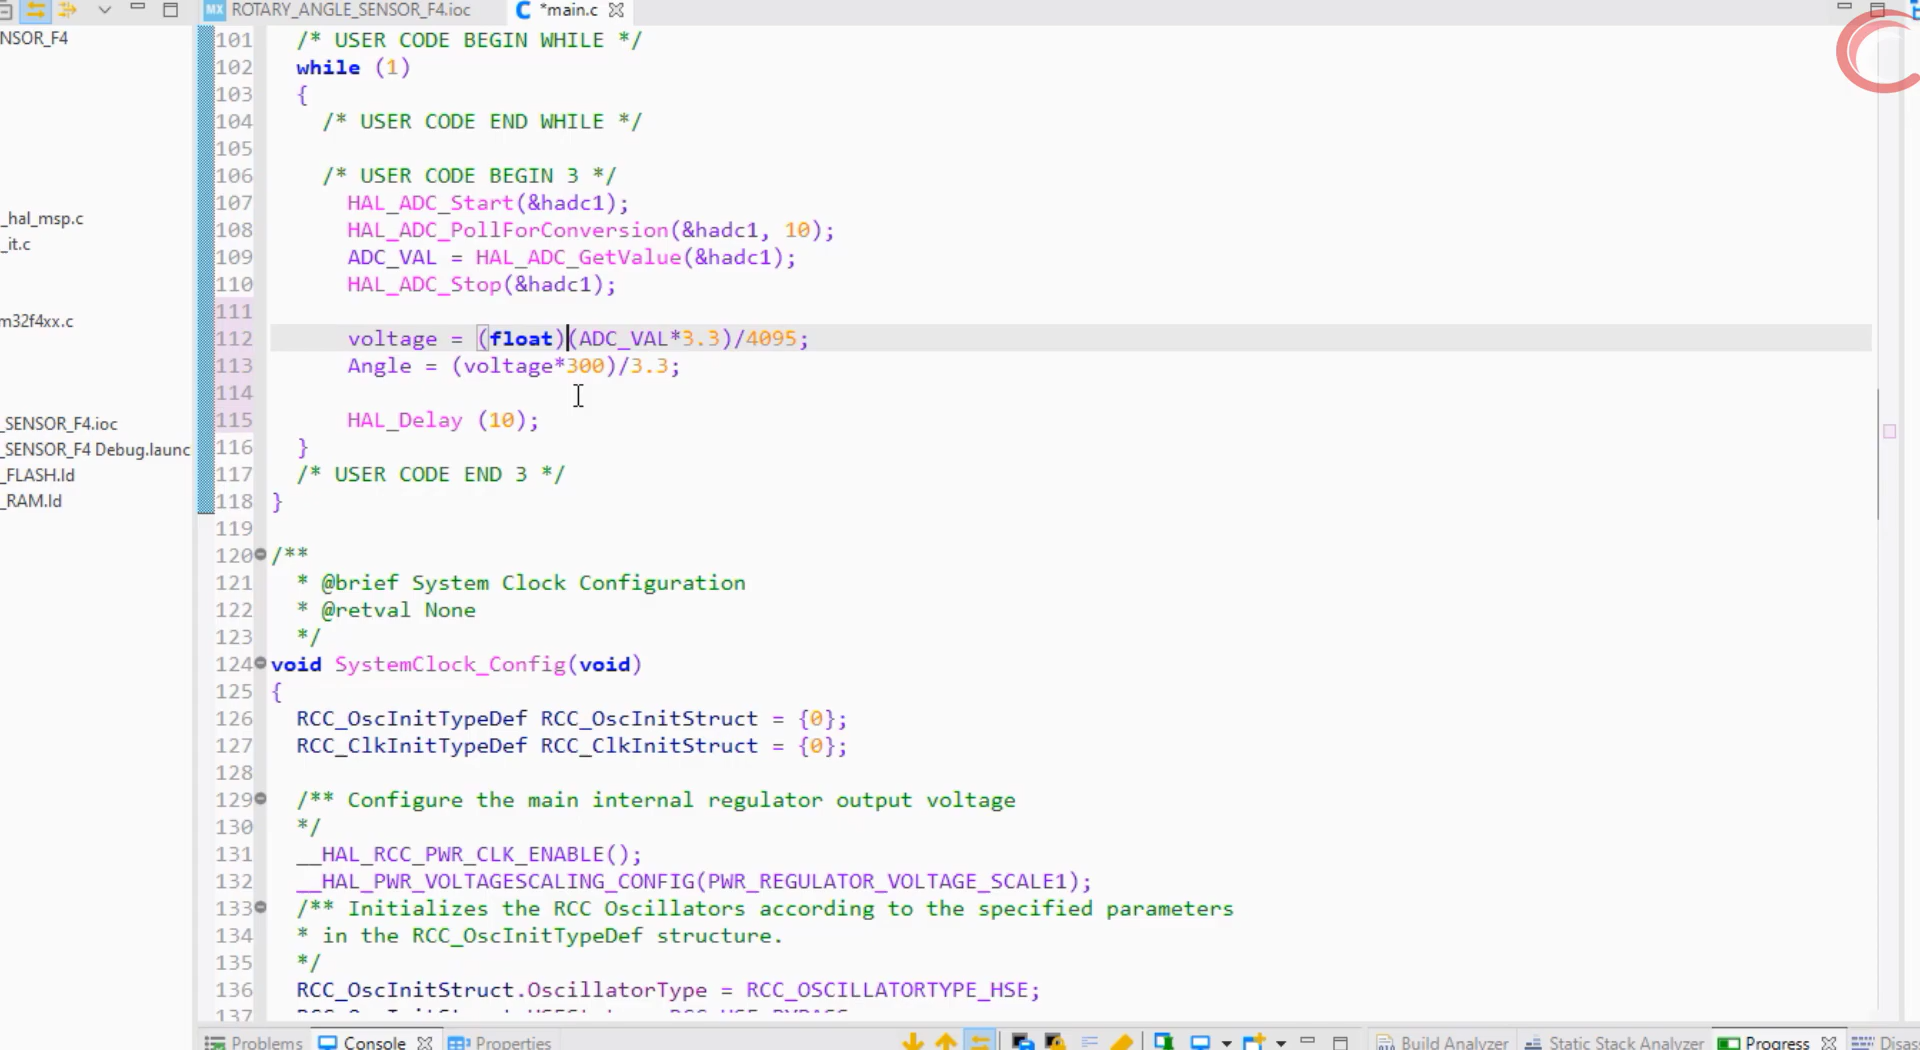 ROTARY_ANGLE_SENSOR_F4.ioc
*main.c
NSOR_F4
_hal_msp.c
_it.c
m32f4xx.c
_SENSOR_F4.ioc
_SENSOR_F4 Debug.launc
_FLASH.ld
_RAM.ld
101 /* USER CODE BEGIN WHILE */
102 while (1)
103 {
104 /* USER CODE END WHILE */
105
106 /* USER CODE BEGIN 3 */
107 HAL_ADC_Start(&hadc1);
108 HAL_ADC_PollForConversion(&hadc1, 10);
109 ADC_VAL = HAL_ADC_GetValue(&hadc1);
110 HAL_ADC_Stop(&hadc1);
111
112 voltage = (float)(ADC_VAL*3.3)/4095;
113 Angle = (voltage*300)/3.3;
114
115 HAL_Delay (10);
116 }
117 /* USER CODE END 3 */
118 }
119
120 /**
121 * @brief System Clock Configuration
122 * @retval None
123 */
124 void SystemClock_Config(void)
125 {
126 RCC_OscInitTypeDef RCC_OscInitStruct = {0};
127 RCC_ClkInitTypeDef RCC_ClkInitStruct = {0};
128
129 /** Configure the main internal regulator output voltage
130 */
131 __HAL_RCC_PWR_CLK_ENABLE();
132 __HAL_PWR_VOLTAGESCALING_CONFIG(PWR_REGULATOR_VOLTAGE_SCALE1);
133 /** Initializes the RCC Oscillators according to the specified parameters
134 * in the RCC_OscInitTypeDef structure.
135 */
136 RCC_OscInitStruct.OscillatorType = RCC_OSCILLATORTYPE_HSE;
137
Problems
Console
Properties
Build Analyzer
Static Stack Analyzer
Progress
Disas